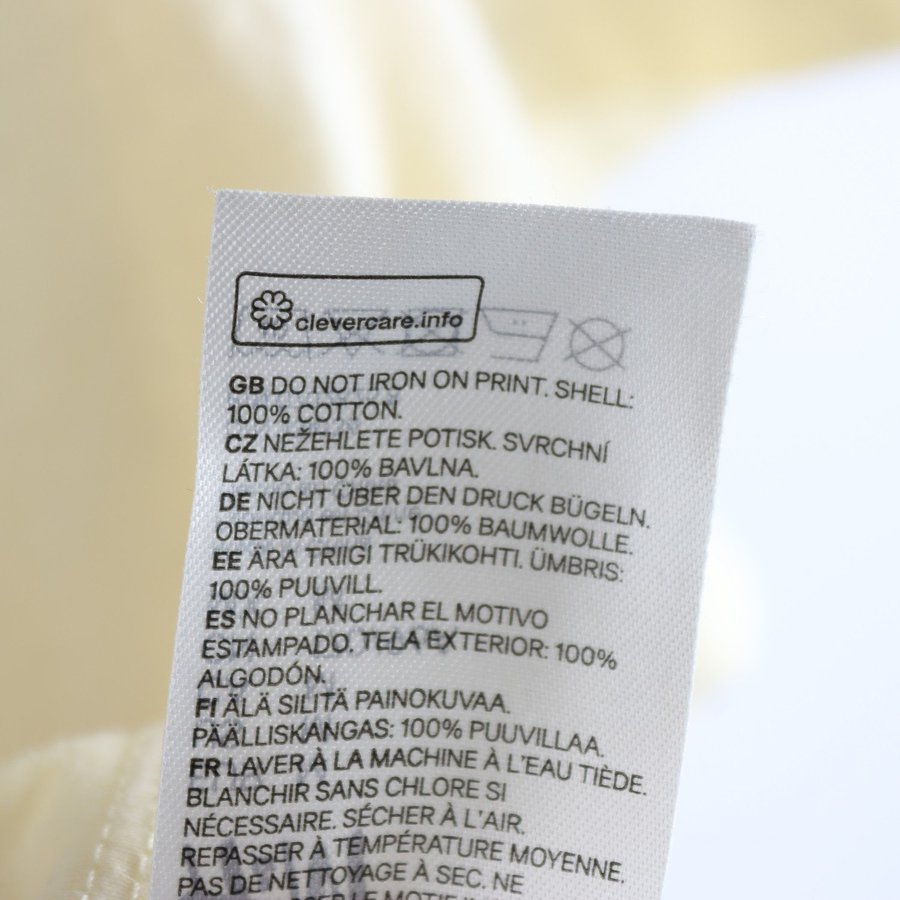 clevercare.info
GB DO NOT IRON ON PRINT. SHELL:
100% COTTON.
CZ NEŽEHLETE POTISK. SVRCHNÍ
LÁTKA: 100% BAVLNA.
DE NICHT ÜBER DEN DRUCK BÜGELN.
OBERMATERIAL: 100% BAUMWOLLE.
EE ÄRA TRIIGI TRÜKIKOHTI. ÜMBRIS:
100% PUUVILL.
ES NO PLANCHAR EL MOTIVO
ESTAMPADO. TELA EXTERIOR: 100%
ALGODÓN.
FI ÄLÄ SILITÄ PAINOKUVAA.
PÄÄLLISKANGAS: 100% PUUVILLAA.
FR LAVER À LA MACHINE À L'EAU TIÈDE.
BLANCHIR SANS CHLORE SI
NÉCESSAIRE. SÉCHER À L'AIR.
REPASSER À TEMPÉRATURE MOYENNE.
PAS DE NETTOYAGE À SEC. NE
LE MOTIF